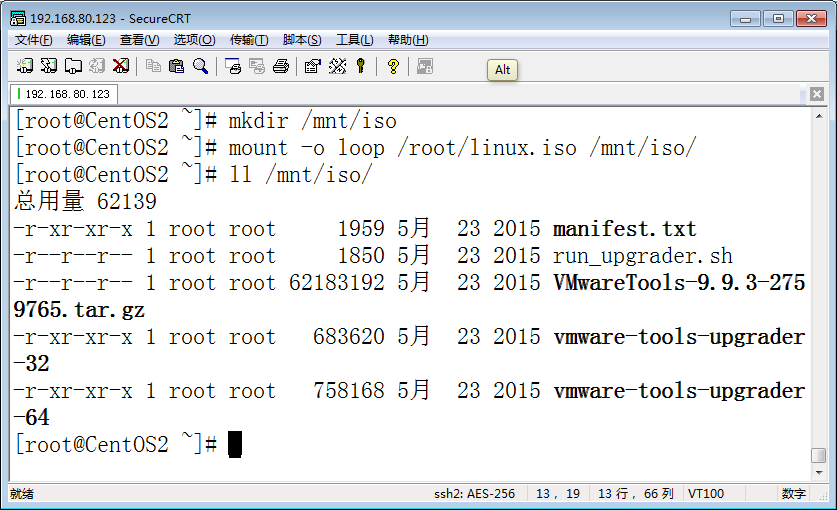 192.168.80.123 - SecureCRT
文件(F) 编辑(E) 查看(V) 选项(O) 传输(T) 脚本(S) 工具(L) 帮助(H)
Alt
192.168.80.123
[root@CentOS2 ~]# mkdir /mnt/iso
[root@CentOS2 ~]# mount -o loop /root/linux.iso /mnt/iso/
[root@CentOS2 ~]# ll /mnt/iso/
总用量 62139
-r-xr-xr-x 1 root root     1959 5月  23 2015 manifest.txt
-r--r--r-- 1 root root     1850 5月  23 2015 run_upgrader.sh
-r--r--r-- 1 root root 62183192 5月  23 2015 VMwareTools-9.9.3-275
9765.tar.gz
-r-xr-xr-x 1 root root   683620 5月  23 2015 vmware-tools-upgrader
-32
-r-xr-xr-x 1 root root   758168 5月  23 2015 vmware-tools-upgrader
-64
[root@CentOS2 ~]#
就绪 ssh2: AES-256 13, 19 13 行, 66 列 VT100 数字